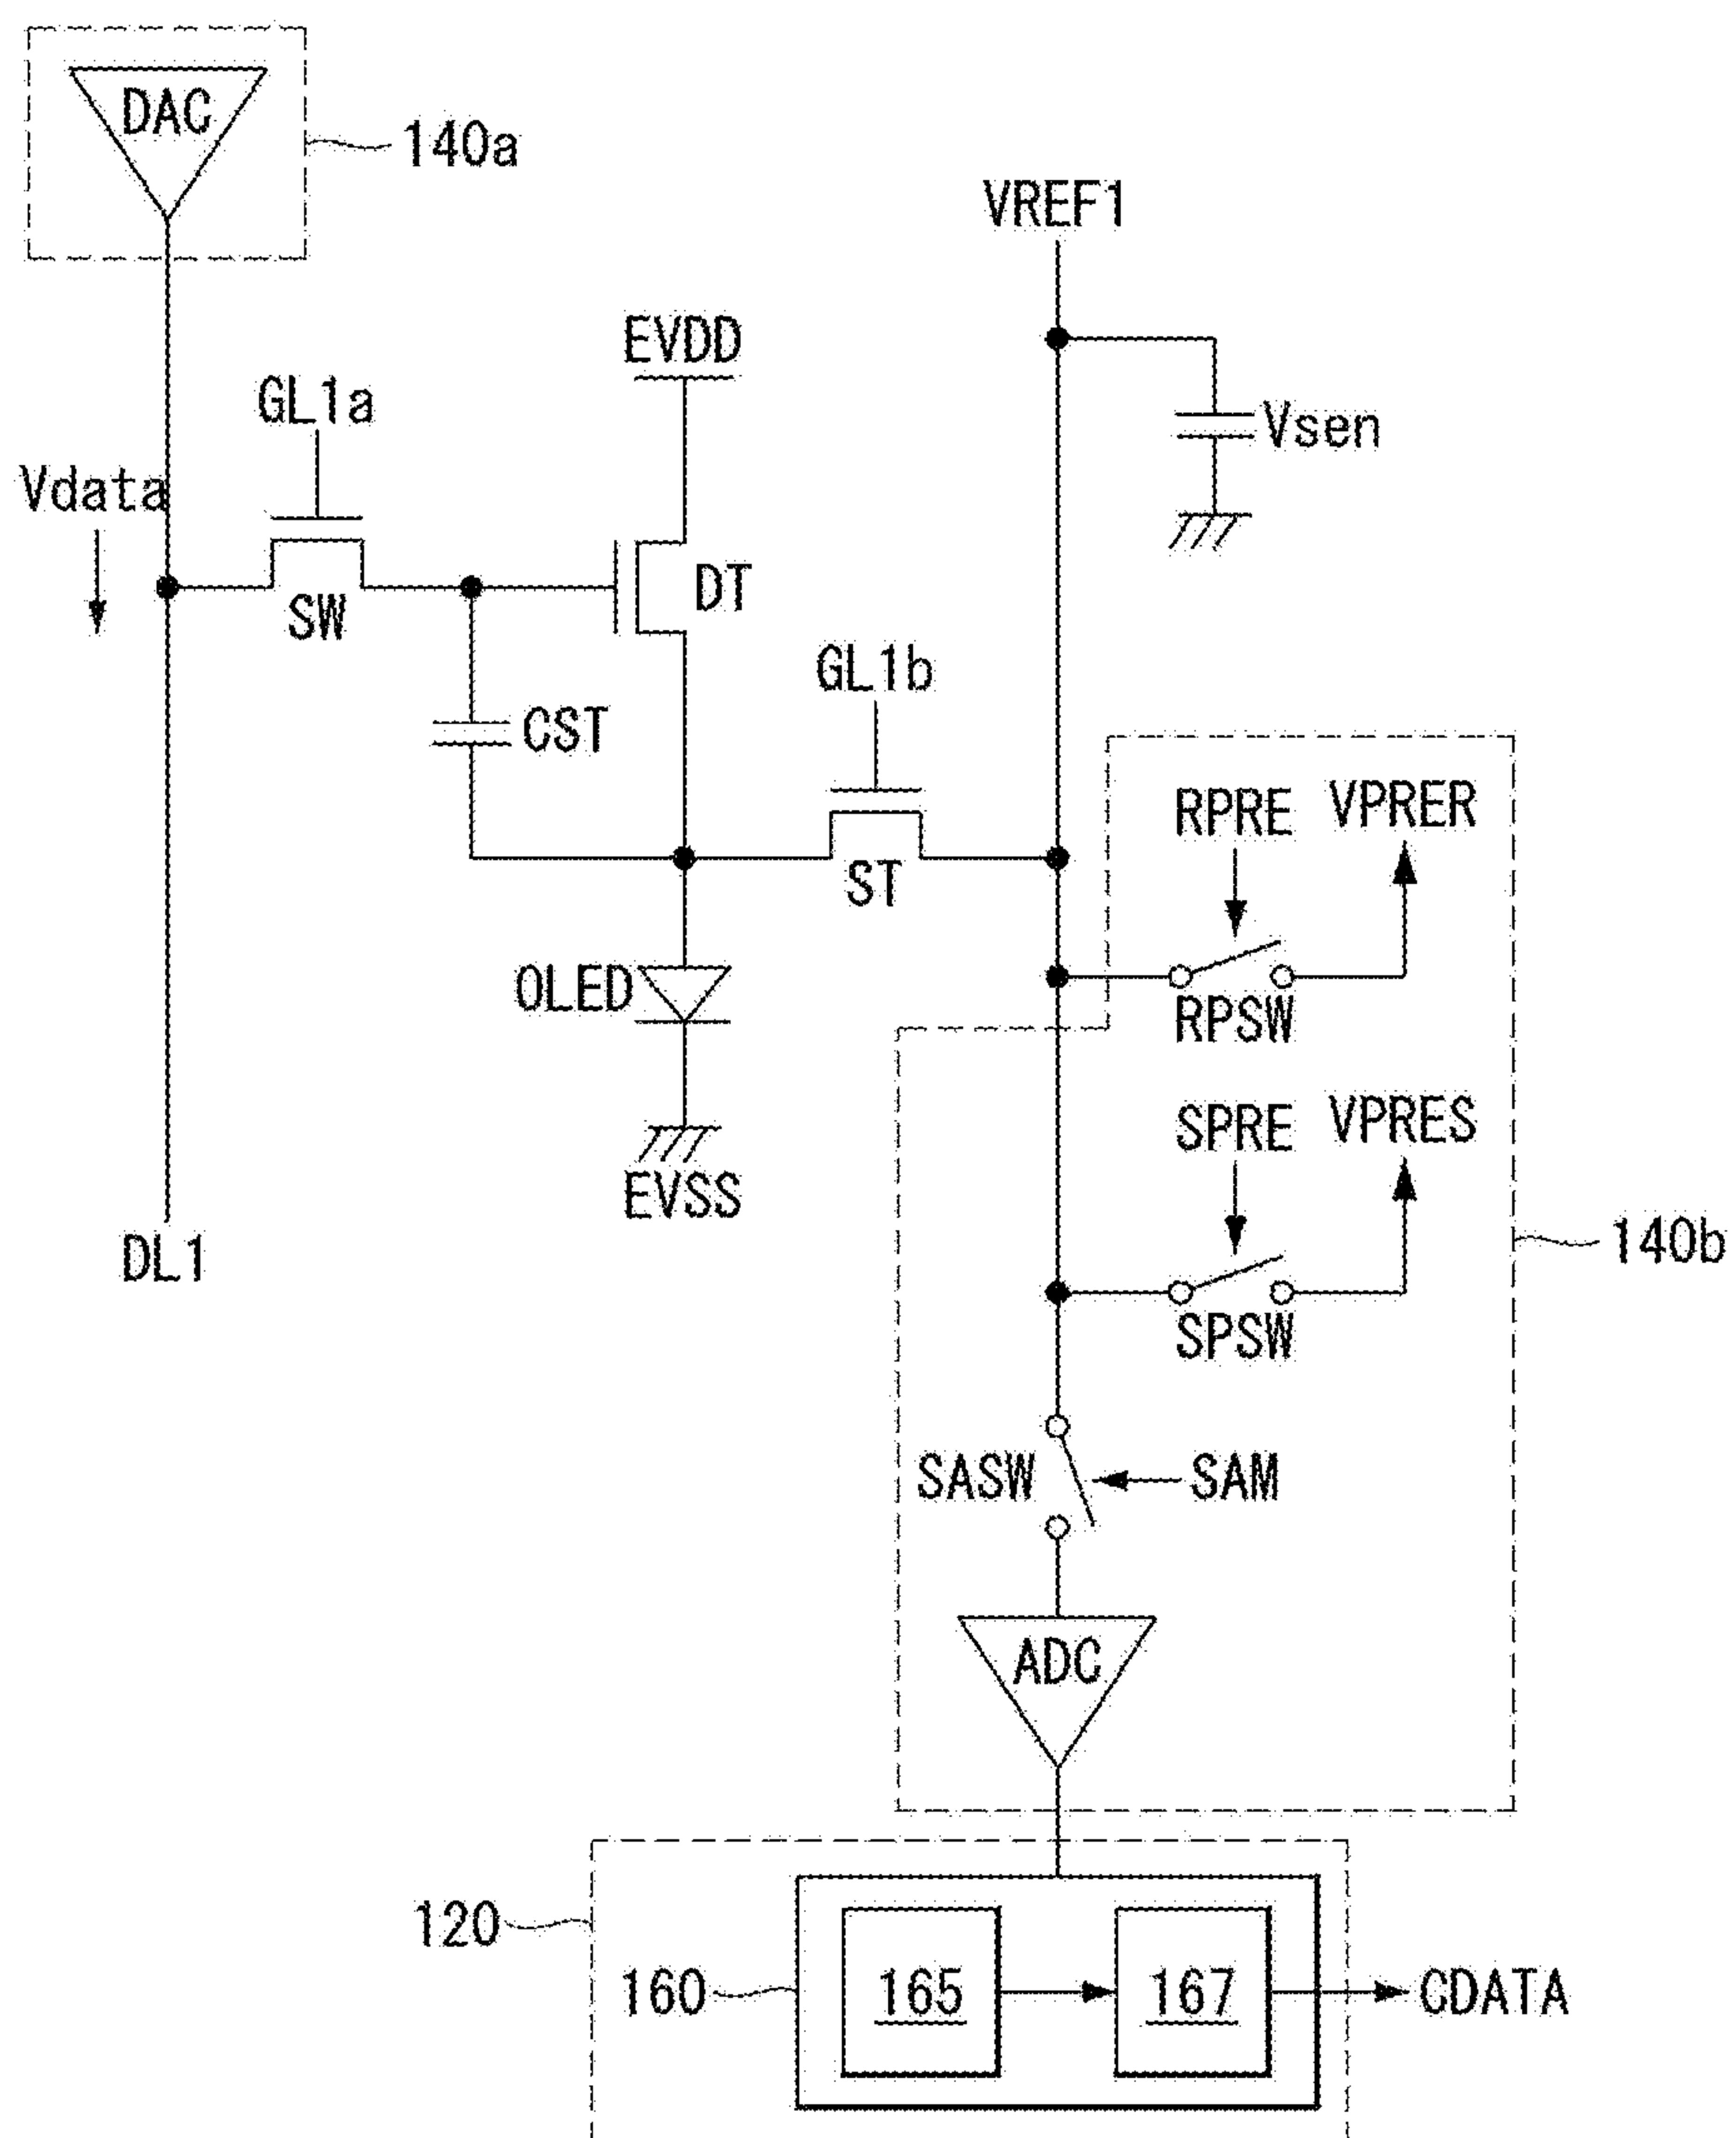 DAC
140a
VREF1
EVDD
GL1a
Vsen
Vdata
DT
SW
GL1b
CST
RPRE
VPRER
ST
OLED
RPSW
SPRE
VPRES
EVSS
140b
DL1
SPSW
SASW
SAM
ADC
120
160
165
167
CDATA